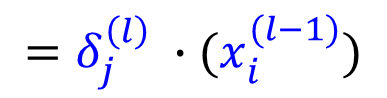 = δ_j^{(l)} · (x_i^{(l−1)})